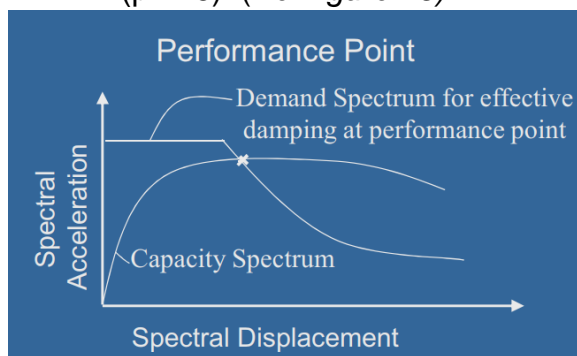 Performance Point
Demand Spectrum for effective
damping at performance point
Spectral
Acceleration
Capacity Spectrum
Spectral Displacement